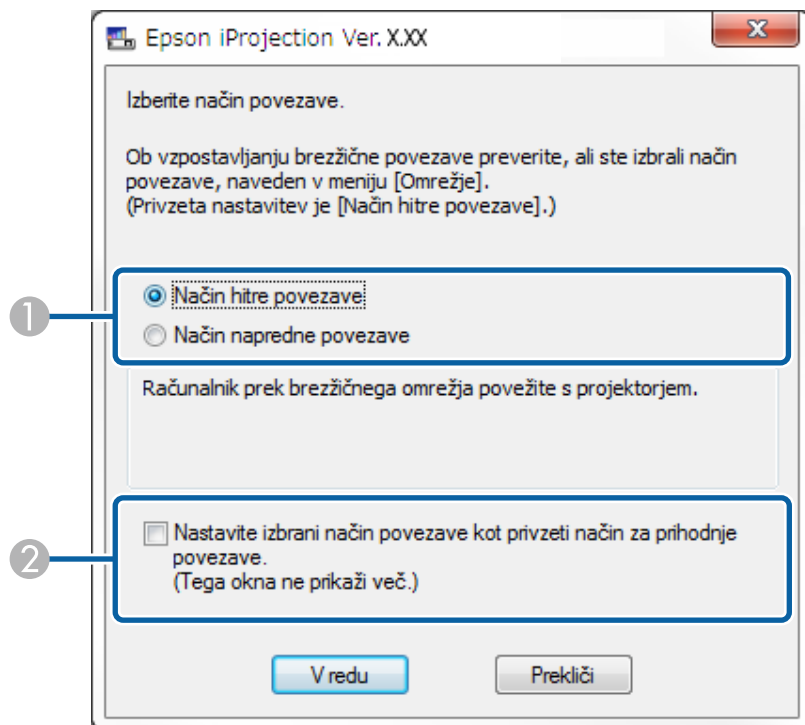 Epson iProjection Ver. X.XX
Izberite način povezave.
Ob vzpostavljanju brezžične povezave preverite, ali ste izbrali način
povezave, naveden v meniju [Omrežje].
(Privzeta nastavitev je [Način hitre povezave].)
1
Način hitre povezave
Način napredne povezave
Računalnik prek brezžičnega omrežja povežite s projektorjem.
2
Nastavite izbrani način povezave kot privzeti način za prihodnje
povezave.
(Tega okna ne prikaži več.)
V redu
Prekliči